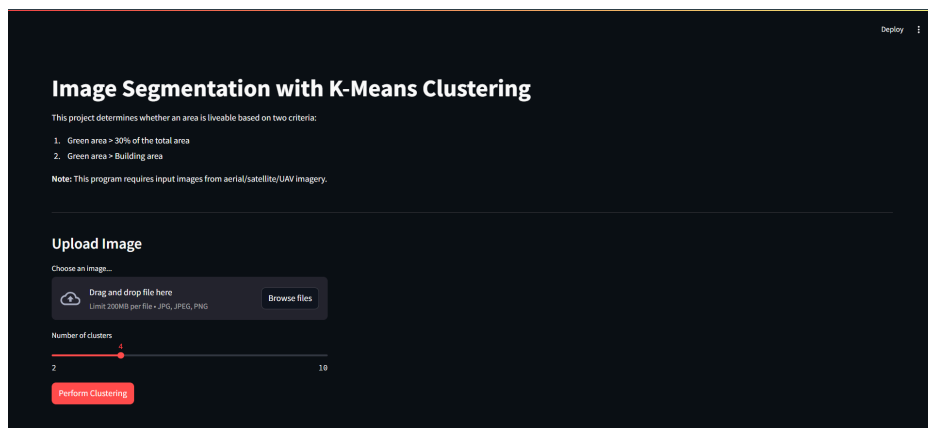 Deploy
Image Segmentation with K-Means Clustering
This project determines whether an area is liveable based on two criteria:
1. Green area > 30% of the total area
2. Green area > Building area
Note: This program requires input images from aerial/satellite/UAV imagery.
Upload Image
Choose an image...
Drag and drop file here
Limit 200MB per file • JPG, JPEG, PNG
Browse files
Number of clusters
4
2 10
Perform Clustering